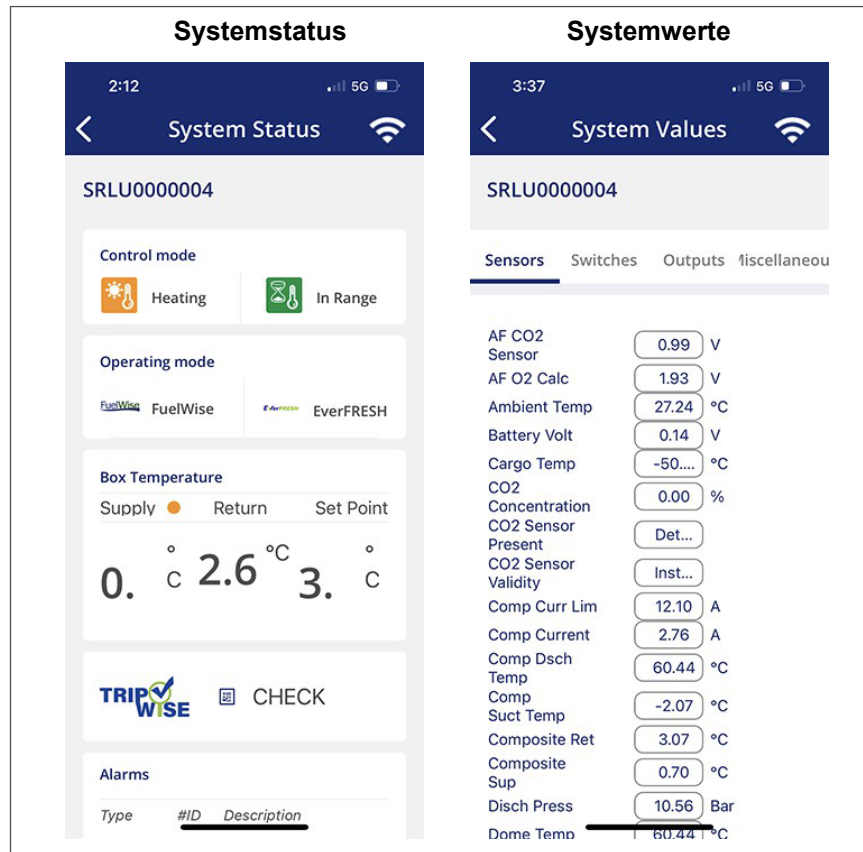 Systemstatus
2:12
5G
System Status
SRLU0000004
Control mode
Heating
In Range
Operating mode
FuelWise FuelWise
EverFRESH EverFRESH
Box Temperature
Supply Return Set Point
0. °C 2.6 °C 3. °C
TRIPWISE CHECK
Alarms
Type #ID Description
Systemwerte
3:37
5G
System Values
SRLU0000004
Sensors Switches Outputs Miscellaneou
AF CO2
Sensor 0.99 V
AF O2 Calc 1.93 V
Ambient Temp 27.24 °C
Battery Volt 0.14 V
Cargo Temp -50.... °C
CO2
Concentration 0.00 %
CO2 Sensor
Present Det...
CO2 Sensor
Validity Inst...
Comp Curr Lim 12.10 A
Comp Current 2.76 A
Comp Dsch
Temp 60.44 °C
Comp
Suct Temp -2.07 °C
Composite Ret 3.07 °C
Composite
Sup 0.70 °C
Disch Press 10.56 Bar
Dome Temp 60.44 °C